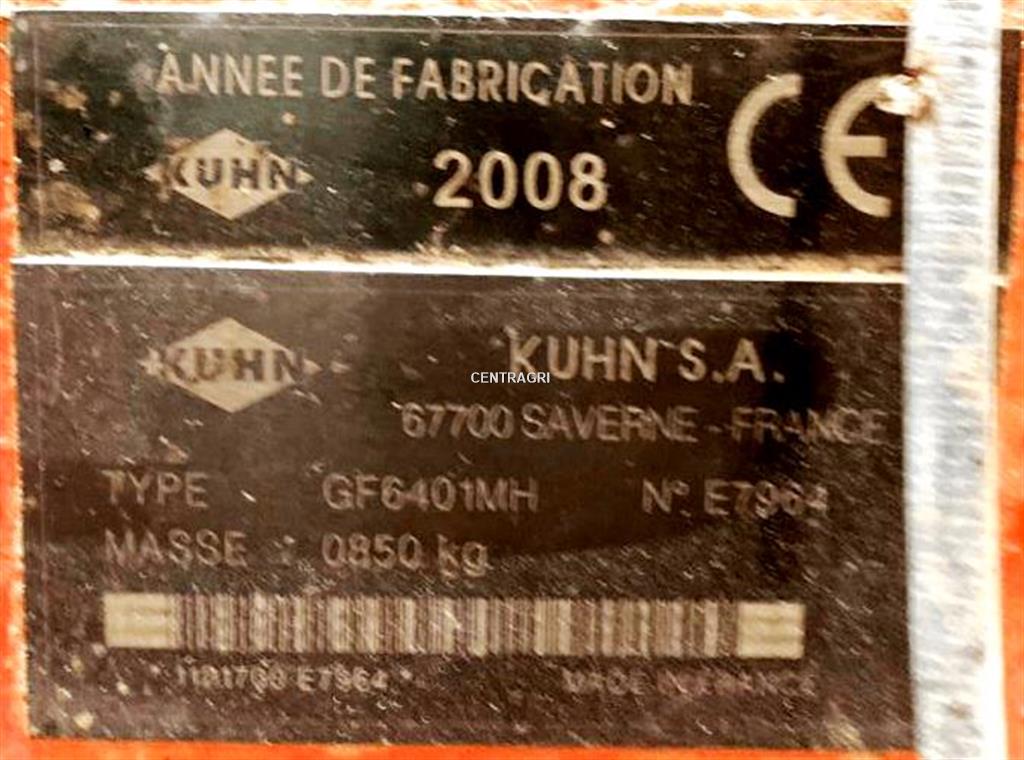 ANNEE DE FABRICATION
KUHN 2008 CE
KUHN KUHN S.A.
CENTRAGRI
67700 SAVERNE - FRANCE
TYPE GF6401MH N° E7964
MASSE : 0850 kg
E7964 *
MADE IN FRANCE